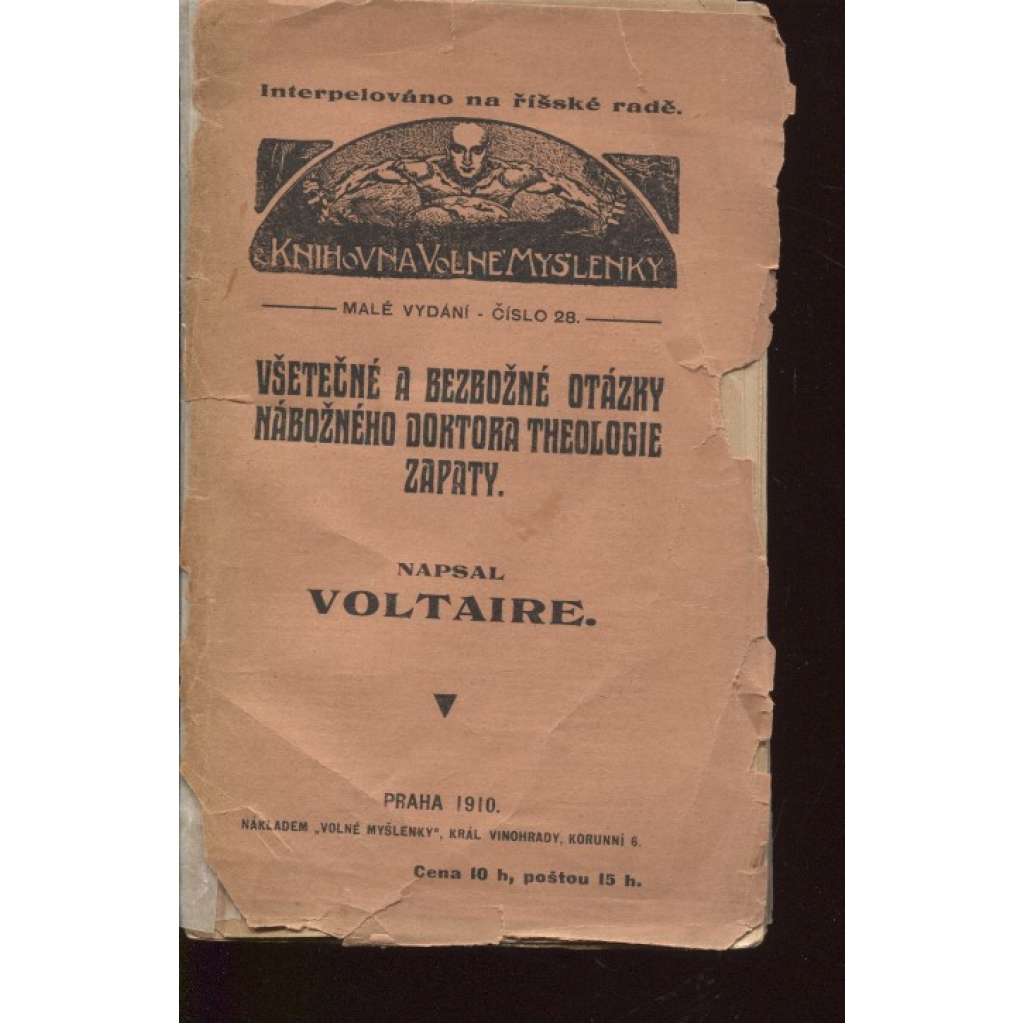 Interpelováno na říšské radě.
KNIHOVNA VOLNÉ MYŠLENKY
MALÉ VYDÁNÍ - ČÍSLO 28.
VŠETEČNÉ A BEZBOŽNÉ OTÁZKY
NÁBOŽNÉHO DOKTORA THEOLOGIE
ZAPATY.
NAPSAL
VOLTAIRE.
PRAHA 1910.
NÁKLADEM „VOLNÉ MYŠLENKY", KRÁL VINOHRADY, KORUNNÍ 6.
Cena 10 h, poštou 15 h.